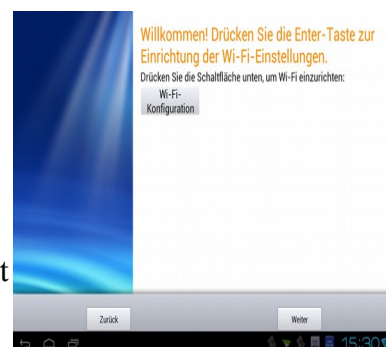 Willkommen! Drücken Sie die Enter-Taste zur
Einrichtung der Wi-Fi-Einstellungen.
Drücken Sie die Schaltfläche unten, um Wi-Fi einzurichten:
Wi-Fi-
Konfiguration
t
Zurück
Weiter
15:30